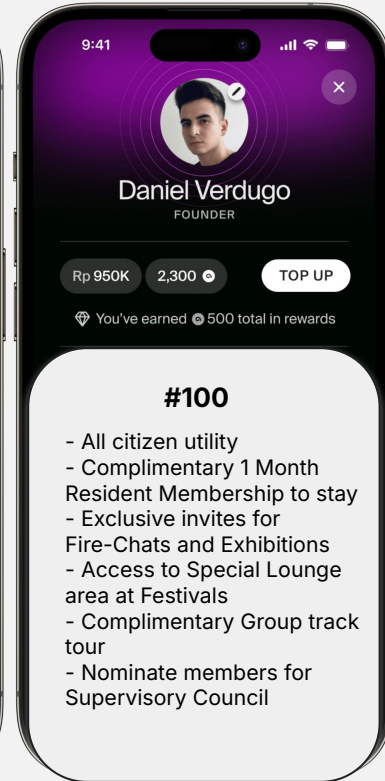 9:41
Daniel Verdugo
FOUNDER
Rp 950K 2,300 TOP UP
You've earned 500 total in rewards
#100
- All citizen utility
- Complimentary 1 Month
Resident Membership to stay
- Exclusive invites for
Fire-Chats and Exhibitions
- Access to Special Lounge
area at Festivals
- Complimentary Group track
tour
- Nominate members for
Supervisory Council